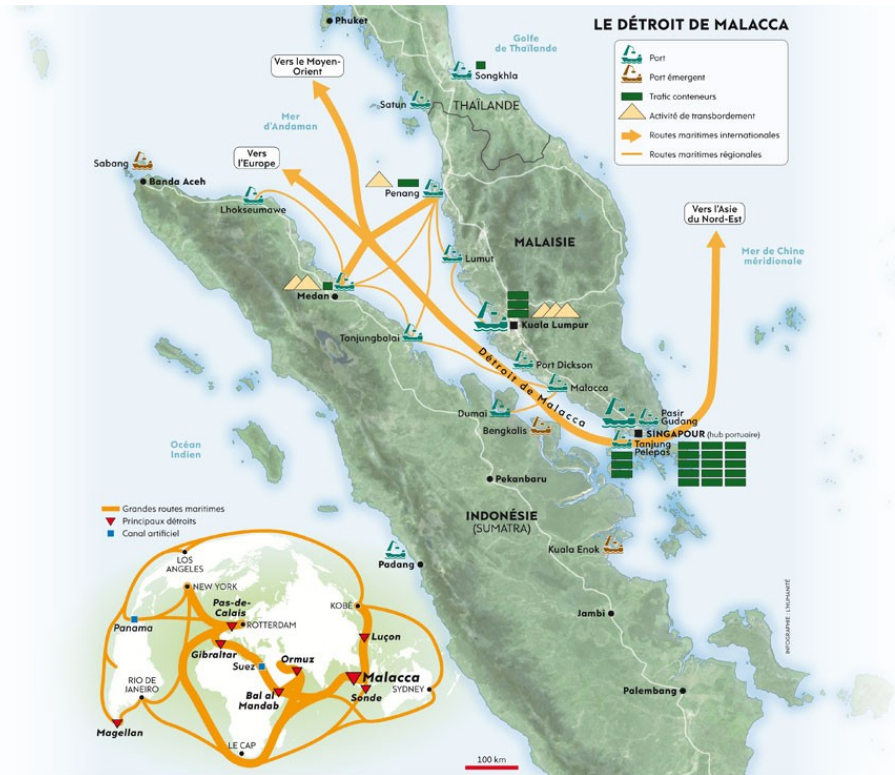 Phuket
LE DÉTROIT DE MALACCA
Golfe
de Thaïlande
Port
Port émergent
Trafic conteneurs
Activité de transbordement
Routes maritimes internationales
Routes maritimes régionales
Vers le Moyen-
Orient
Songkhla
Satun
THAÏLANDE
Mer
d'Andaman
Vers
l'Europe
Sabang
Banda Aceh
Lhokseumawe
Penang
Vers l'Asie
du Nord-Est
MALAISIE
Mer de Chine
méridionale
Lumut
Medan
Kuala Lumpur
Tanjungbalai
Détroit de Malacca
Port Dickson
Malacca
Dumai
Bengkalis
Pasir
Gudang
SINGAPOUR (hub portuaire)
Tanjung
Pelepas
Océan
Indien
Pekanbaru
INDONÉSIE
(SUMATRA)
Kuala Enok
Padang
Jambi
Palembang
100 km
INFOGRAPHIE : L'HUMANITÉ
Grandes routes maritimes
Principaux détroits
Canal artificiel
LOS
ANGELES
NEW YORK
Pas-de-
Calais
ROTTERDAM
KOBÉ
Panama
Gibraltar
Suez
Ormuz
Luçon
Malacca
RIO DE
JANEIRO
Bal al
Mandab
Sonde
SYDNEY
Magellan
LE CAP